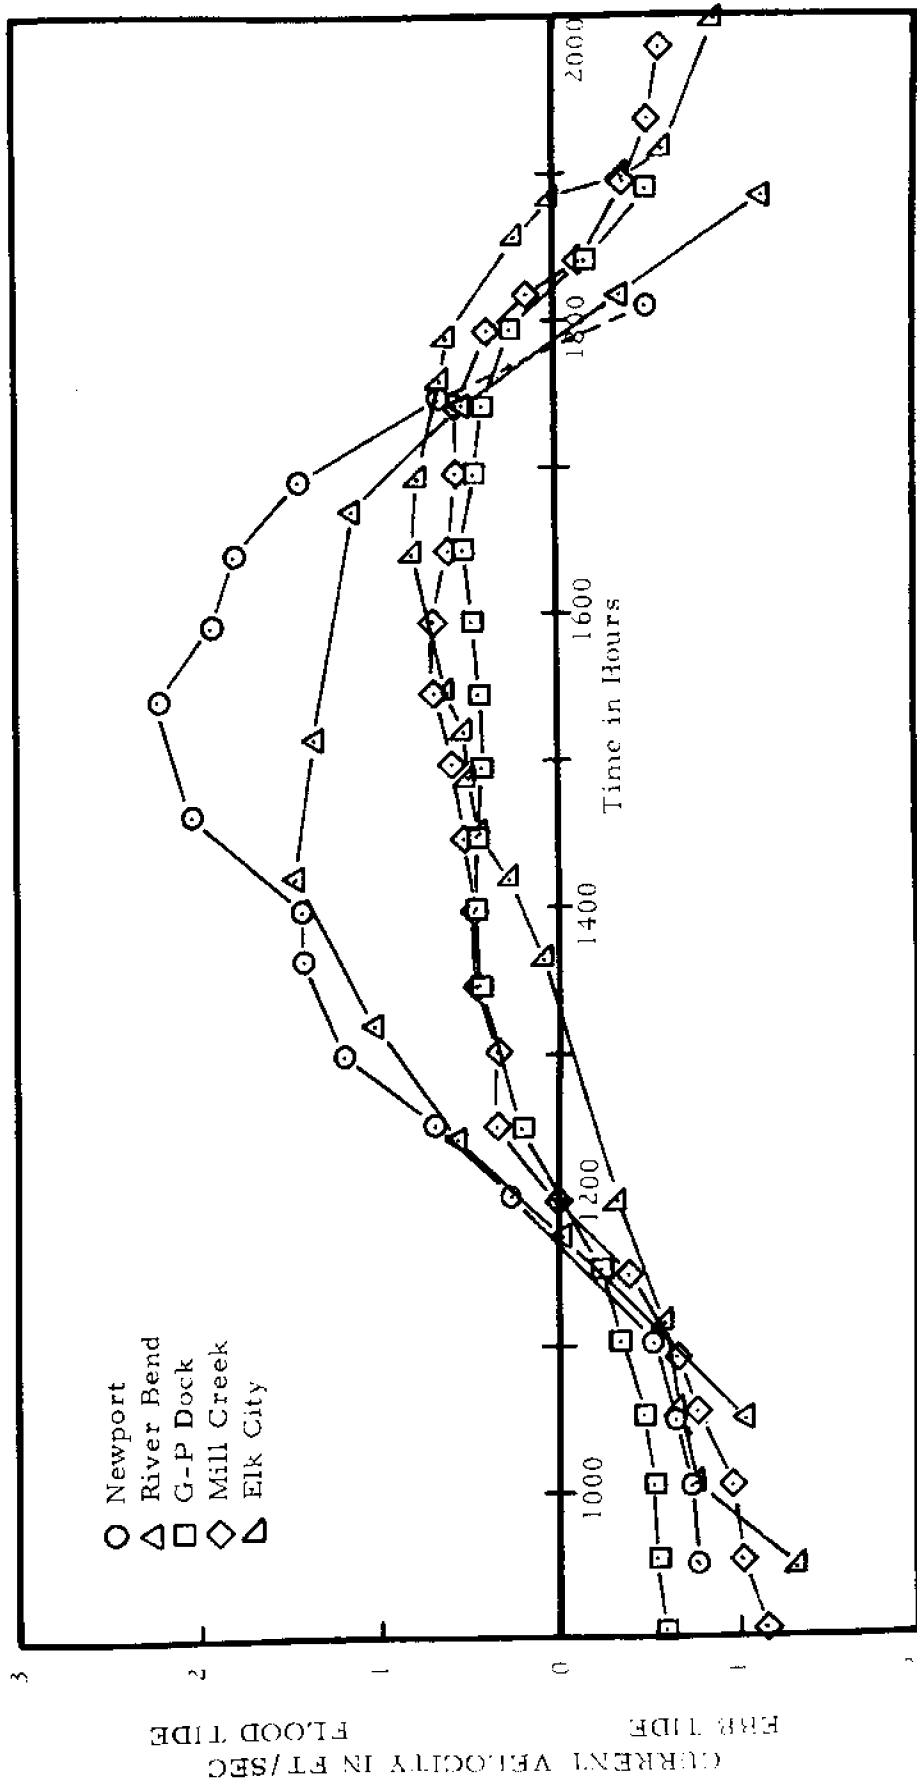 Newport
River Bend
G-P Dock
Mill Creek
Elk City
3
2
1
0
1
CURRENT VELOCITY IN FT/SEC
FLOOD TIDE
EBB TIDE
1000
1200
1400
1600
1800
2000
Time in Hours